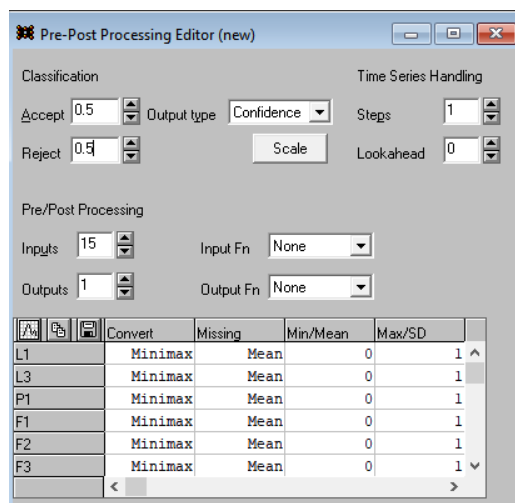 Pre-Post Processing Editor (new)
Classification
Time Series Handling
Accept 0.5 Output type Confidence Steps 1
Reject 0.5 Scale Lookahead 0
Pre/Post Processing
Inputs 15 Input Fn None
Outputs 1 Output Fn None
Convert Missing Min/Mean Max/SD
L1 Minimax Mean 0 1
L3 Minimax Mean 0 1
P1 Minimax Mean 0 1
F1 Minimax Mean 0 1
F2 Minimax Mean 0 1
F3 Minimax Mean 0 1